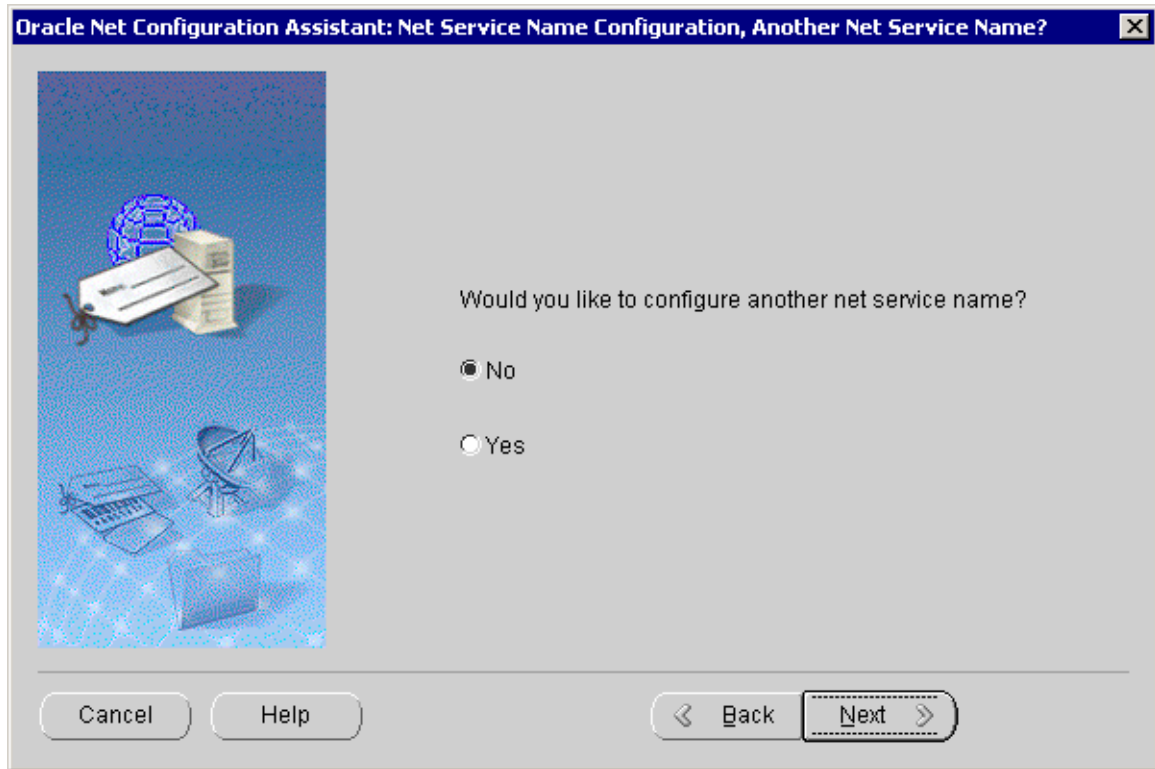 Oracle Net Configuration Assistant: Net Service Name Configuration, Another Net Service Name?
Would you like to configure another net service name?
No
Yes
Cancel Help Back Next